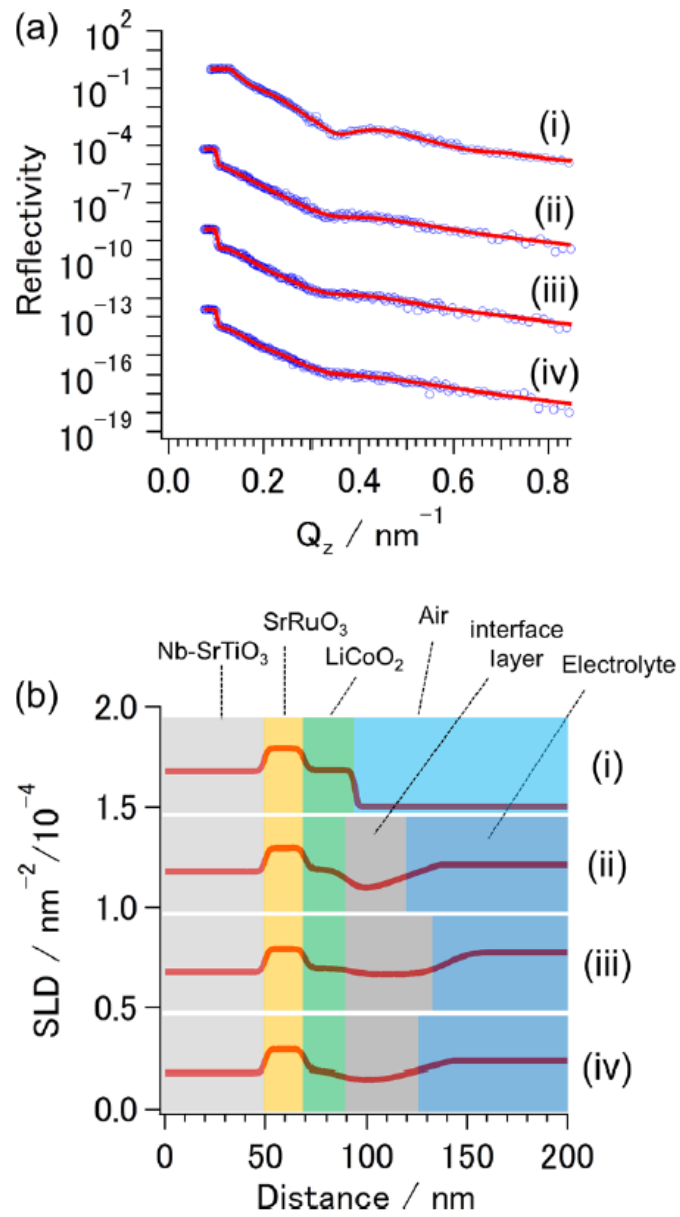 (a)
10²
10⁻¹
10⁻⁴
10⁻⁷
10⁻¹⁰
10⁻¹³
10⁻¹⁶
10⁻¹⁹
Reflectivity
(i)
(ii)
(iii)
(iv)
0.0 0.2 0.4 0.6 0.8
Q_z / nm⁻¹
(b)
Nb-SrTiO₃
SrRuO₃
LiCoO₂
Air
interface
layer
Electrolyte
2.0
1.5
1.0
0.5
0.0
SLD / nm⁻²/10⁻⁴
(i)
(ii)
(iii)
(iv)
0 50 100 150 200
Distance / nm